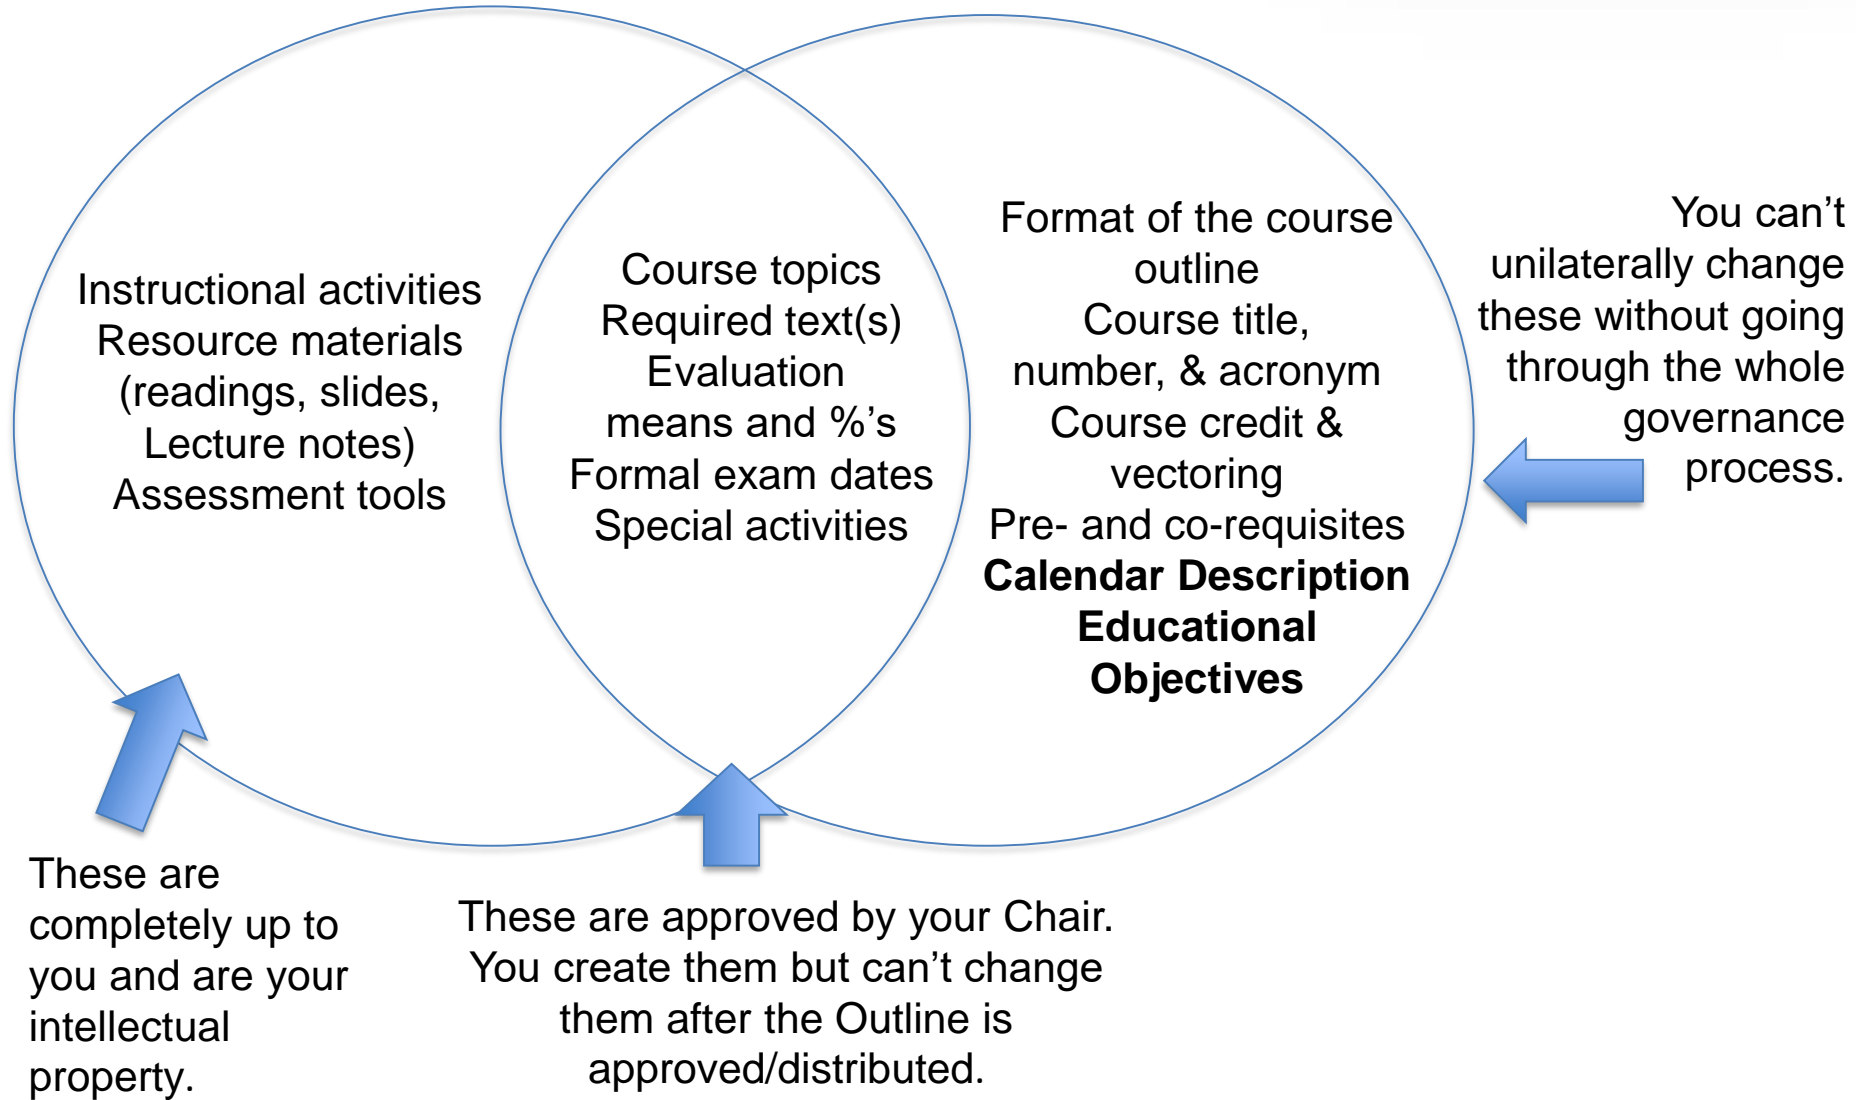 Instructional activities
Resource materials
(readings, slides,
Lecture notes)
Assessment tools
Course topics
Required text(s)
Evaluation
means and %’s
Formal exam dates
Special activities
Format of the course
outline
Course title,
number, & acronym
Course credit &
vectoring
Pre- and co-requisites
Calendar Description
Educational
Objectives
You can’t
unilaterally change
these without going
through the whole
governance
process.
These are
completely up to
you and are your
intellectual
property.
These are approved by your Chair.
You create them but can’t change
them after the Outline is
approved/distributed.